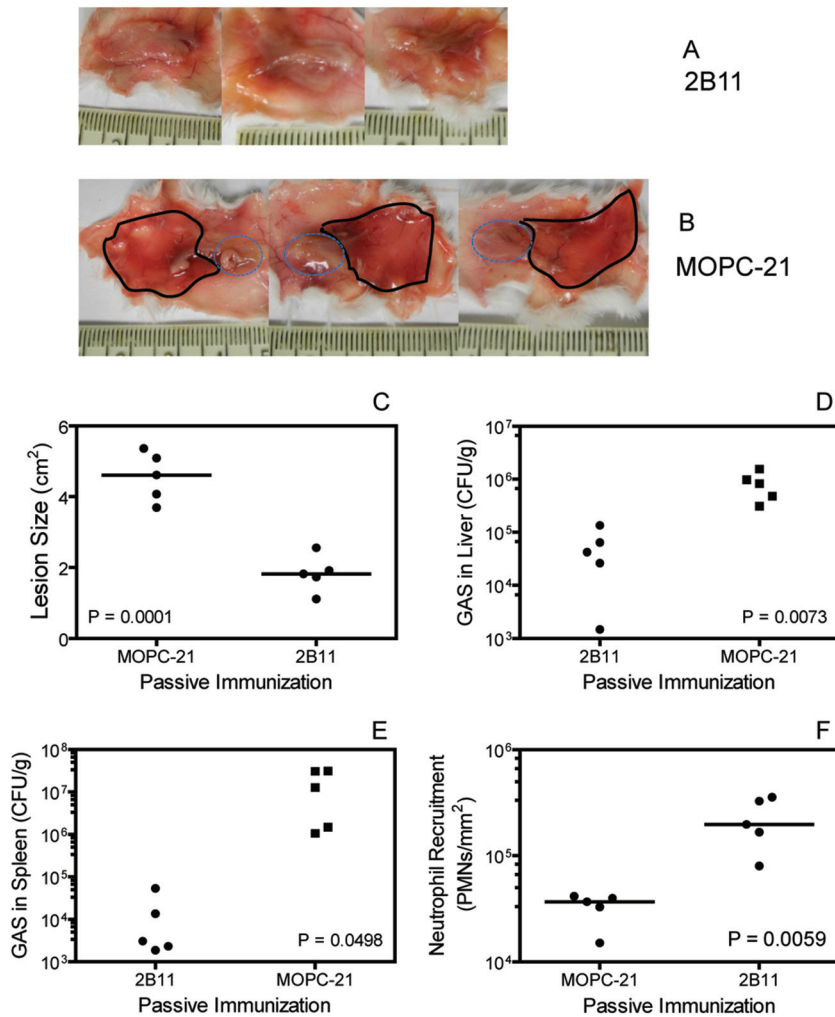 A
2B11
B
MOPC-21
C
6
4
2
0
Lesion Size (cm²)
P = 0.0001
MOPC-21
2B11
Passive Immunization
D
10⁷
10⁶
10⁵
10⁴
10³
GAS in Liver (CFU/g)
P = 0.0073
2B11
MOPC-21
Passive Immunization
E
10⁸
10⁷
10⁶
10⁵
10⁴
10³
GAS in Spleen (CFU/g)
P = 0.0498
2B11
MOPC-21
Passive Immunization
F
10⁶
10⁵
10⁴
Neutrophil Recruitment
(PMNs/mm²)
P = 0.0059
MOPC-21
2B11
Passive Immunization